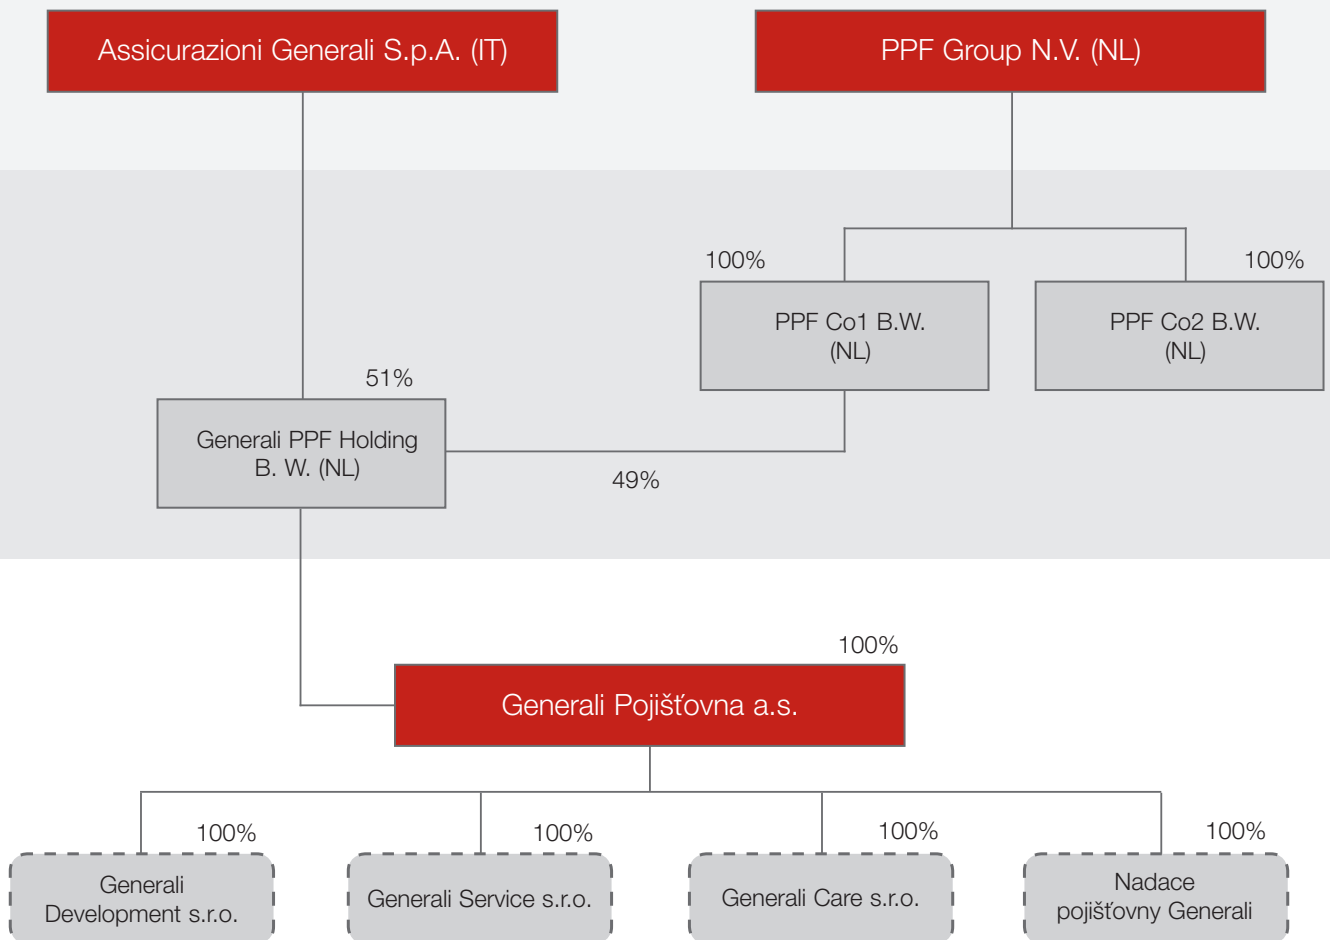 Assicurazioni Generali S.p.A. (IT)
PPF Group N.V. (NL)
100%
100%
PPF Co1 B.W.
(NL)
PPF Co2 B.W.
(NL)
51%
Generali PPF Holding
B. W. (NL)
49%
100%
Generali Pojišťovna a.s.
100%
100%
100%
100%
Generali
Development s.r.o.
Generali Service s.r.o.
Generali Care s.r.o.
Nadace
pojišťovny Generali